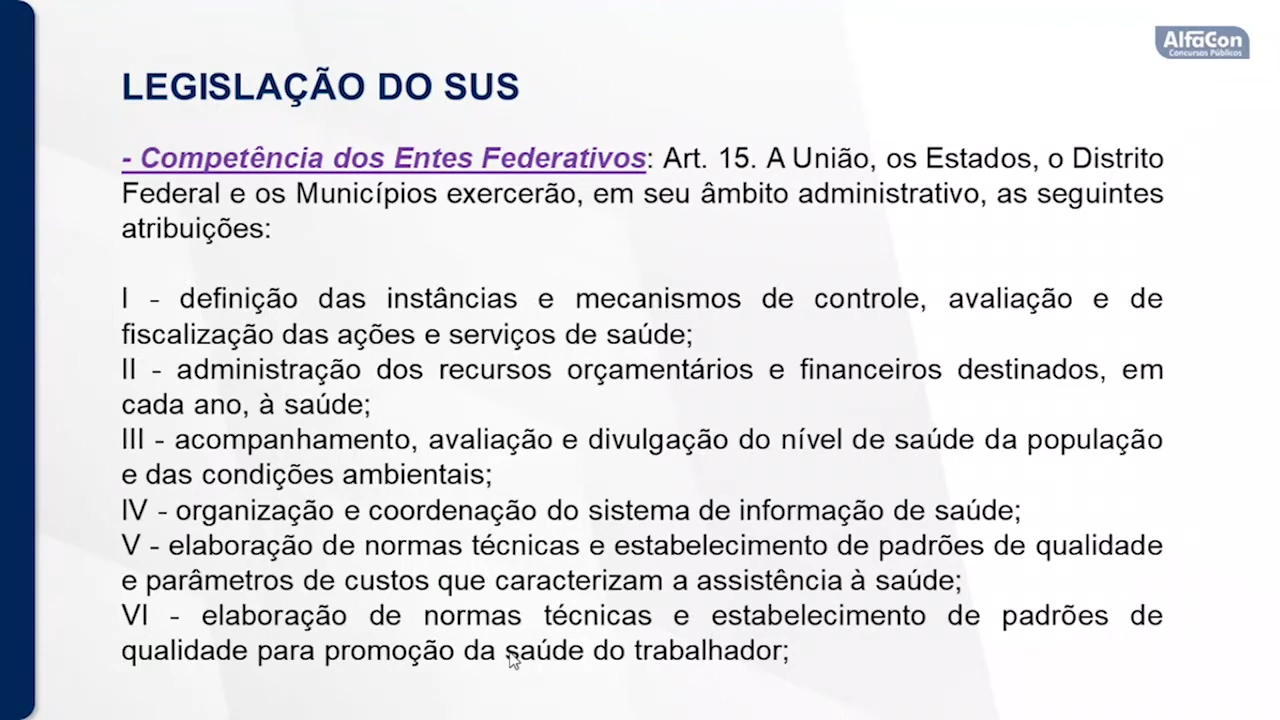 AlfaCon
Concursos Públicos
LEGISLAÇÃO DO SUS
- Competência dos Entes Federativos: Art. 15. A União, os Estados, o Distrito
Federal e os Municípios exercerão, em seu âmbito administrativo, as seguintes
atribuições:
I - definição das instâncias e mecanismos de controle, avaliação e de
fiscalização das ações e serviços de saúde;
II - administração dos recursos orçamentários e financeiros destinados, em
cada ano, à saúde;
III - acompanhamento, avaliação e divulgação do nível de saúde da população
e das condições ambientais;
IV - organização e coordenação do sistema de informação de saúde;
V - elaboração de normas técnicas e estabelecimento de padrões de qualidade
e parâmetros de custos que caracterizam a assistência à saúde;
VI - elaboração de normas técnicas e estabelecimento de padrões de
qualidade para promoção da saúde do trabalhador;